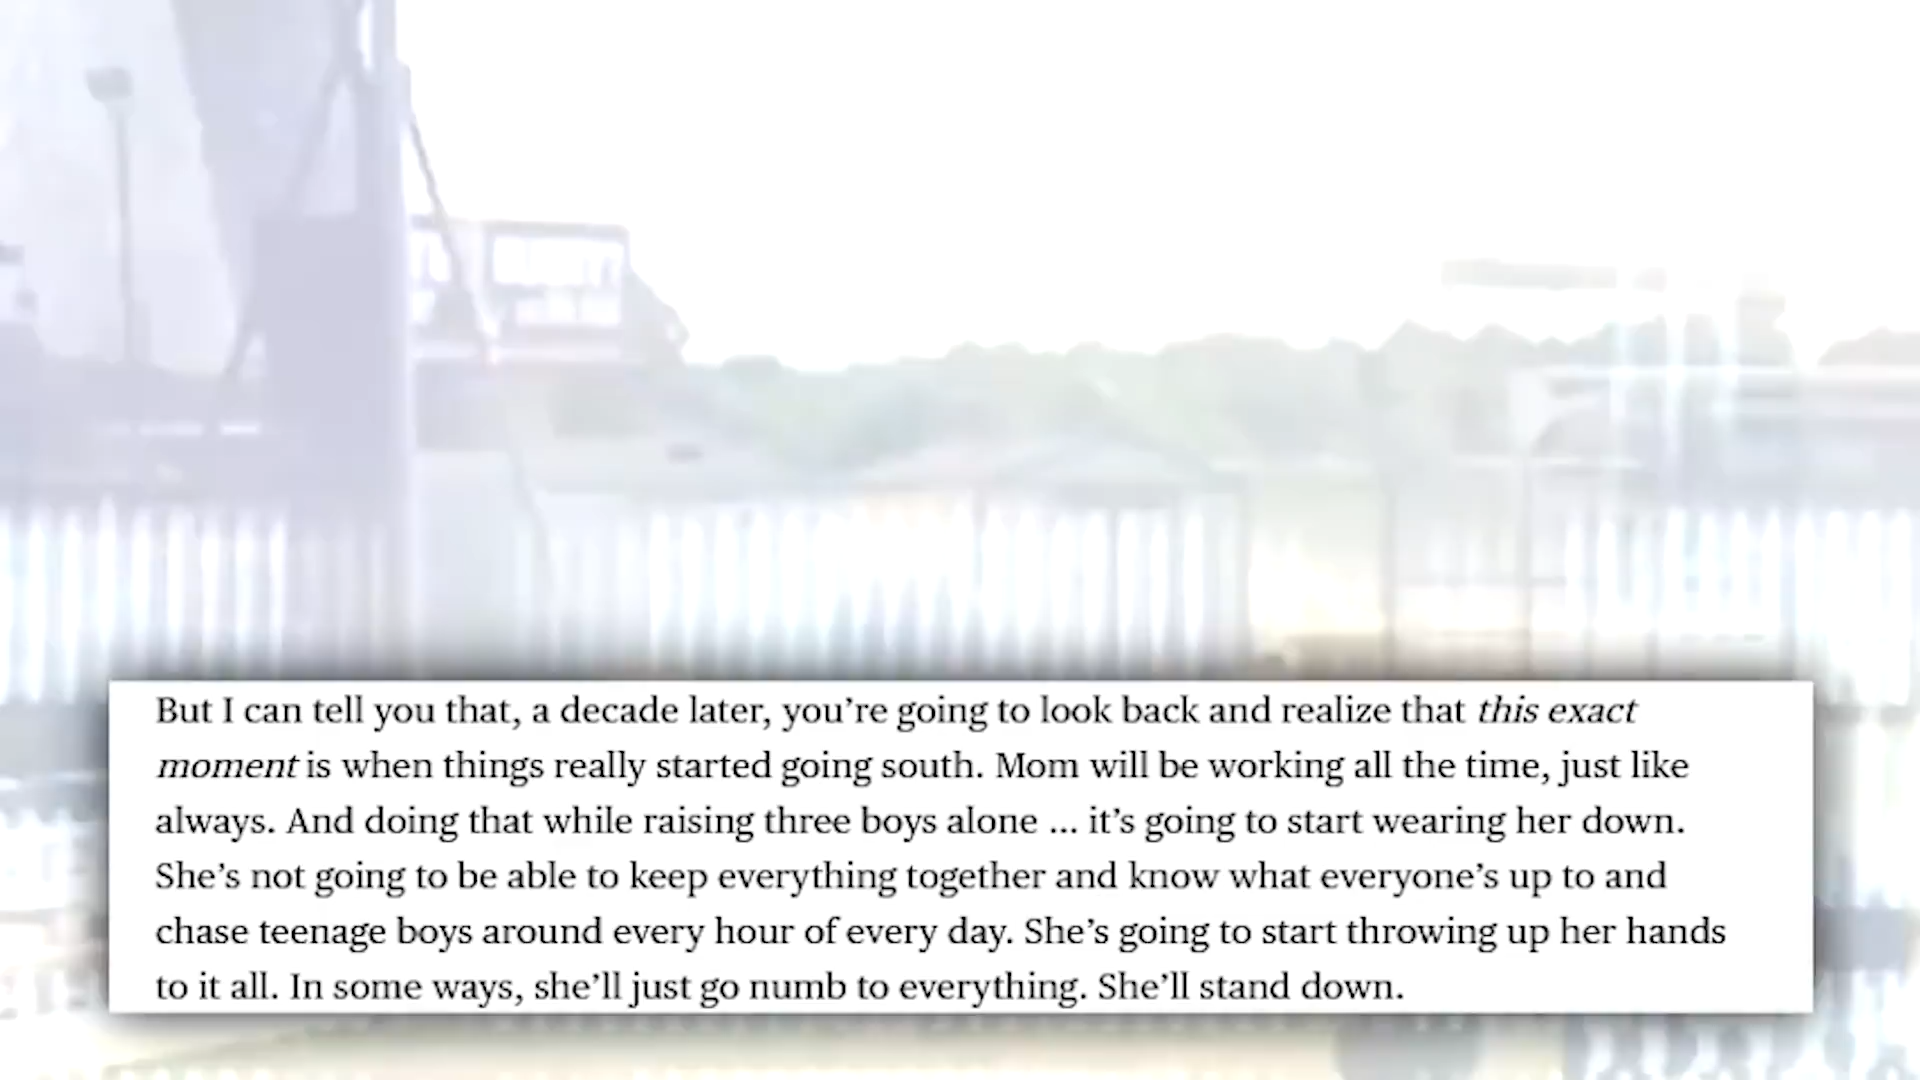 But I can tell you that, a decade later, you’re going to look back and realize that this exact
moment is when things really started going south. Mom will be working all the time, just like
always. And doing that while raising three boys alone ... it’s going to start wearing her down.
She’s not going to be able to keep everything together and know what everyone’s up to and
chase teenage boys around every hour of every day. She’s going to start throwing up her hands
to it all. In some ways, she’ll just go numb to everything. She’ll stand down.